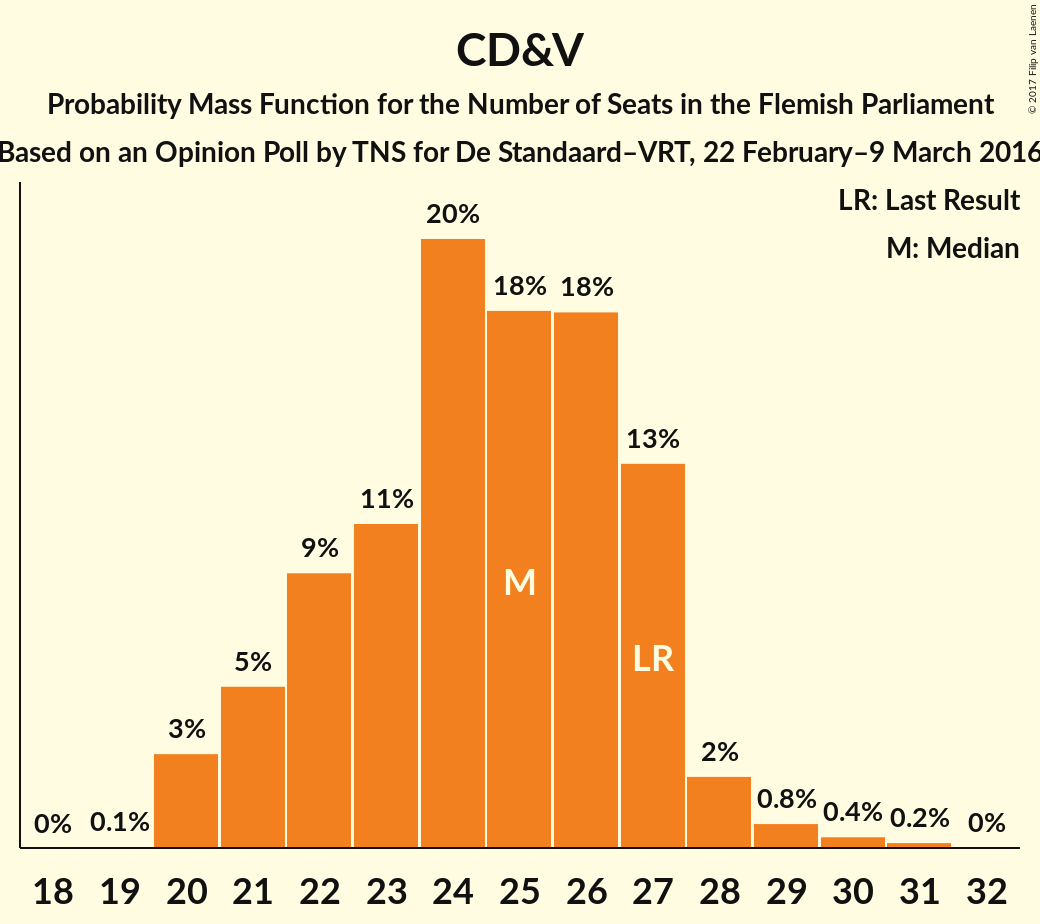 CD&V
Probability Mass Function for the Number of Seats in the Flemish Parliament
Based on an Opinion Poll by TNS for De Standaard–VRT, 22 February–9 March 2016
© 2017 Filip van Laenen
LR: Last Result
M: Median
0% 0.1% 3% 5% 9% 11% 20% 18% 18% 13% 2% 0.8% 0.4% 0.2% 0%
M
LR
18 19 20 21 22 23 24 25 26 27 28 29 30 31 32